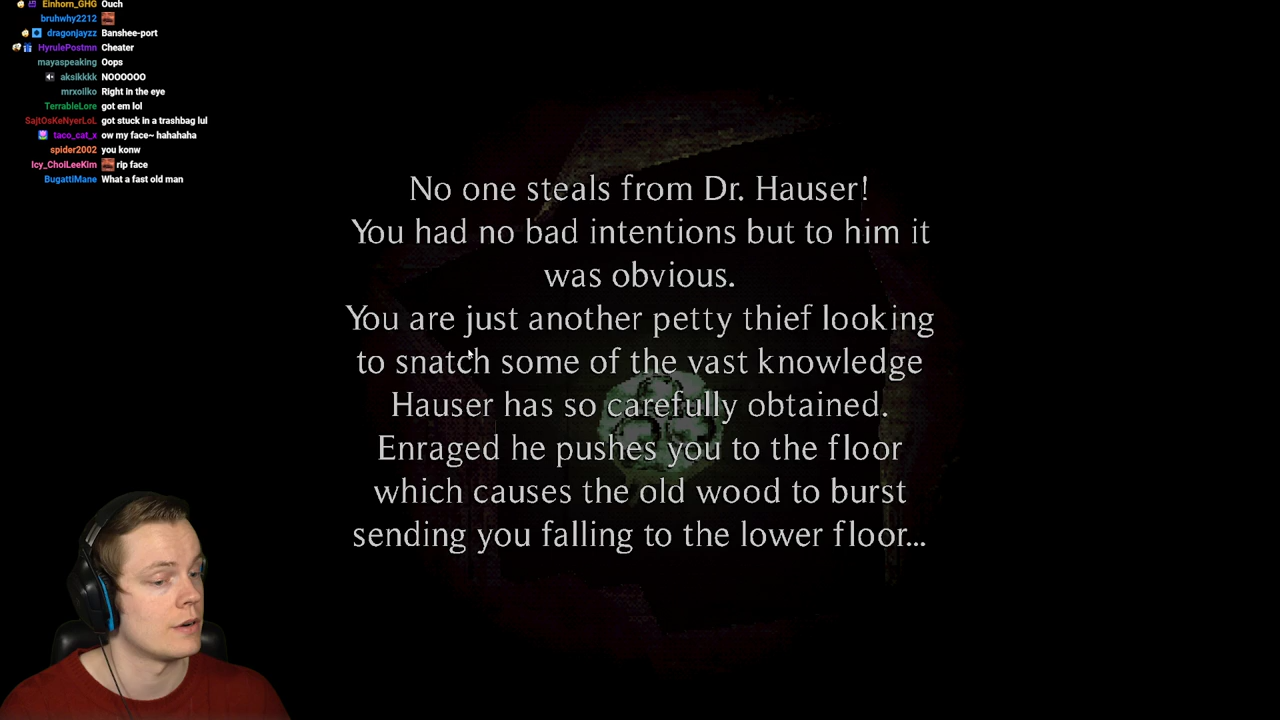 Einhorn_GHG Ouch
bruhwhy2212
dragonjayzz Banshee-port
HyrulePostmn Cheater
mayaspeaking Oops
aksikkkk NOOOOOO
mrxoilko Right in the eye
TerrableLore got em lol
SajtOsKeNyerLoL got stuck in a trashbag lul
taco_cat_x ow my face~ hahahaha
spider2002 you konw
Icy_ChoiLeeKim rip face
BugattiMane What a fast old man
No one steals from Dr. Hauser!
You had no bad intentions but to him it
was obvious.
You are just another petty thief looking
to snatch some of the vast knowledge
Hauser has so carefully obtained.
Enraged he pushes you to the floor
which causes the old wood to burst
sending you falling to the lower floor...